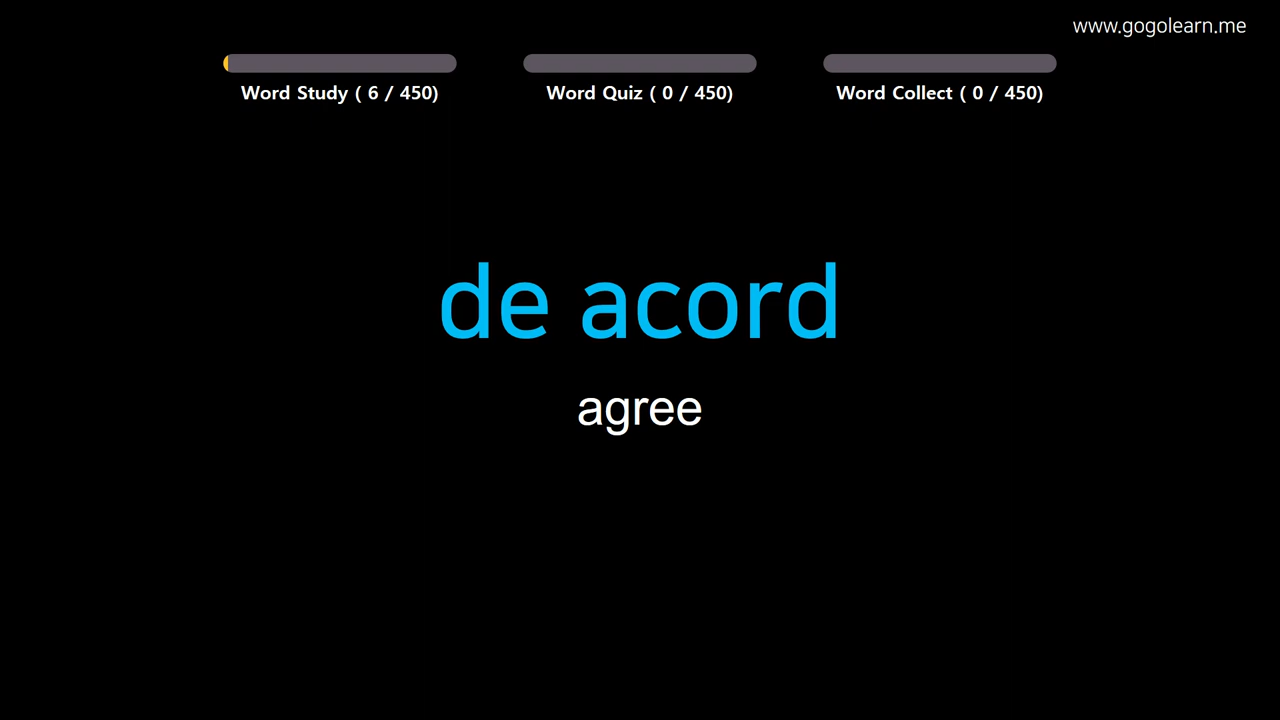 www.gogolearn.me
Word Study ( 6 / 450)
Word Quiz ( 0 / 450)
Word Collect ( 0 / 450)
de acord
agree